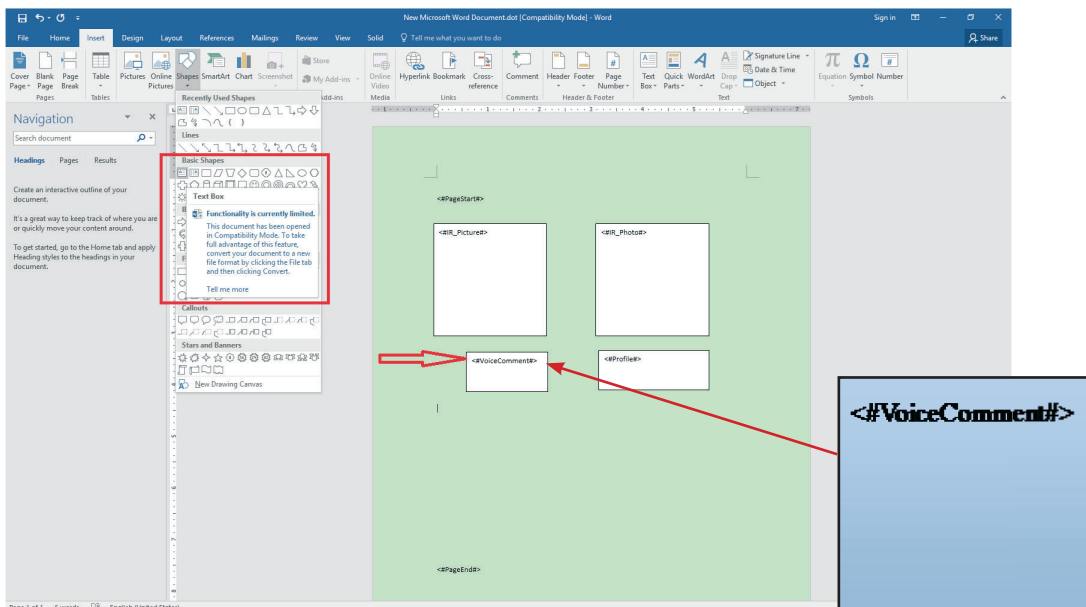 New Microsoft Word Document.dot [Compatibility Mode] - Word
Sign in
File Home Insert Design Layout References Mailings Review View Solid Tell me what you want to do
Share
Cover Page
Blank Page
Page Break
Table
Pictures
Online Pictures
Shapes
SmartArt
Chart
Screenshot
Store
My Add-ins
Online Video
Hyperlink
Bookmark
Cross-reference
Comment
Header
Footer
Page Number
Text Box
Quick Parts
WordArt
Drop Cap
Signature Line
Date & Time
Object
Equation
Symbol
Number
Pages Tables dd-ins Media Links Comments Header & Footer Text Symbols
Navigation
Search document
Headings Pages Results
Create an interactive outline of your
document.
It's a great way to keep track of where you are
or quickly move your content around.
To get started, go to the Home tab and apply
Heading styles to the headings in your
document.
Recently Used Shapes
Lines
Basic Shapes
Text Box
Functionality is currently limited.
This document has been opened
in Compatibility Mode. To take
full advantage of this feature,
convert your document to a new
file format by clicking the File tab
and then clicking Convert.
Tell me more
Callouts
Stars and Banners
New Drawing Canvas
<#PageStart#>
<#IR_Picture#>
<#IR_Photo#>
<#VoiceComment#>
<#Profile#>
<#VoiceComment#>
<#PageEnd#>